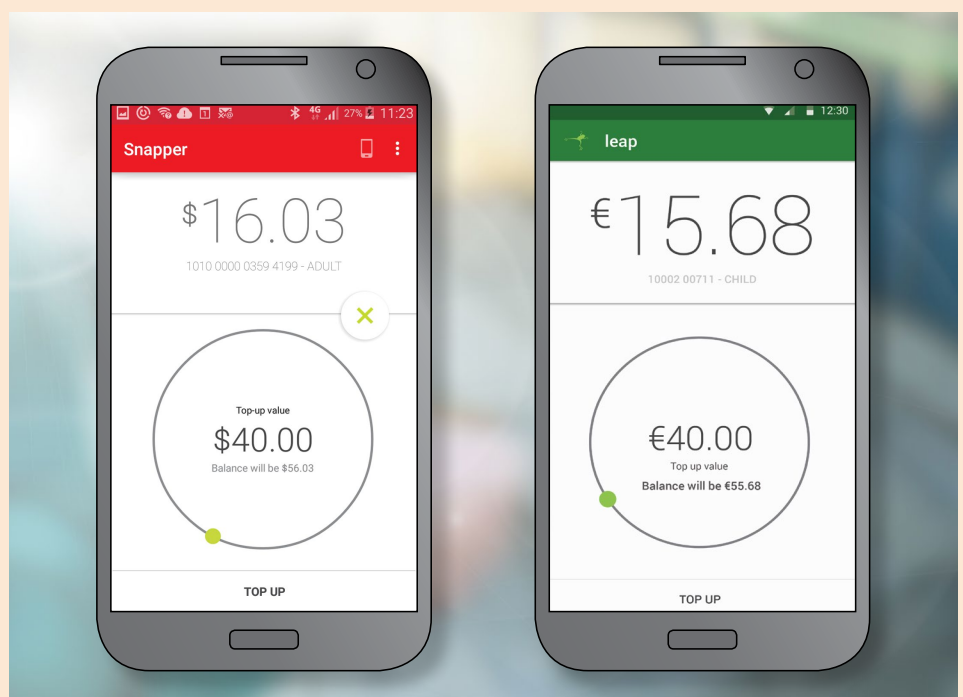 4G 27% 11:23
Snapper
$16.03
1010 0000 0359 4199 - ADULT
Top-up value
$40.00
Balance will be $56.03
TOP UP
12:30
leap
€15.68
10002 00711 - CHILD
€40.00
Top up value
Balance will be €55.68
TOP UP